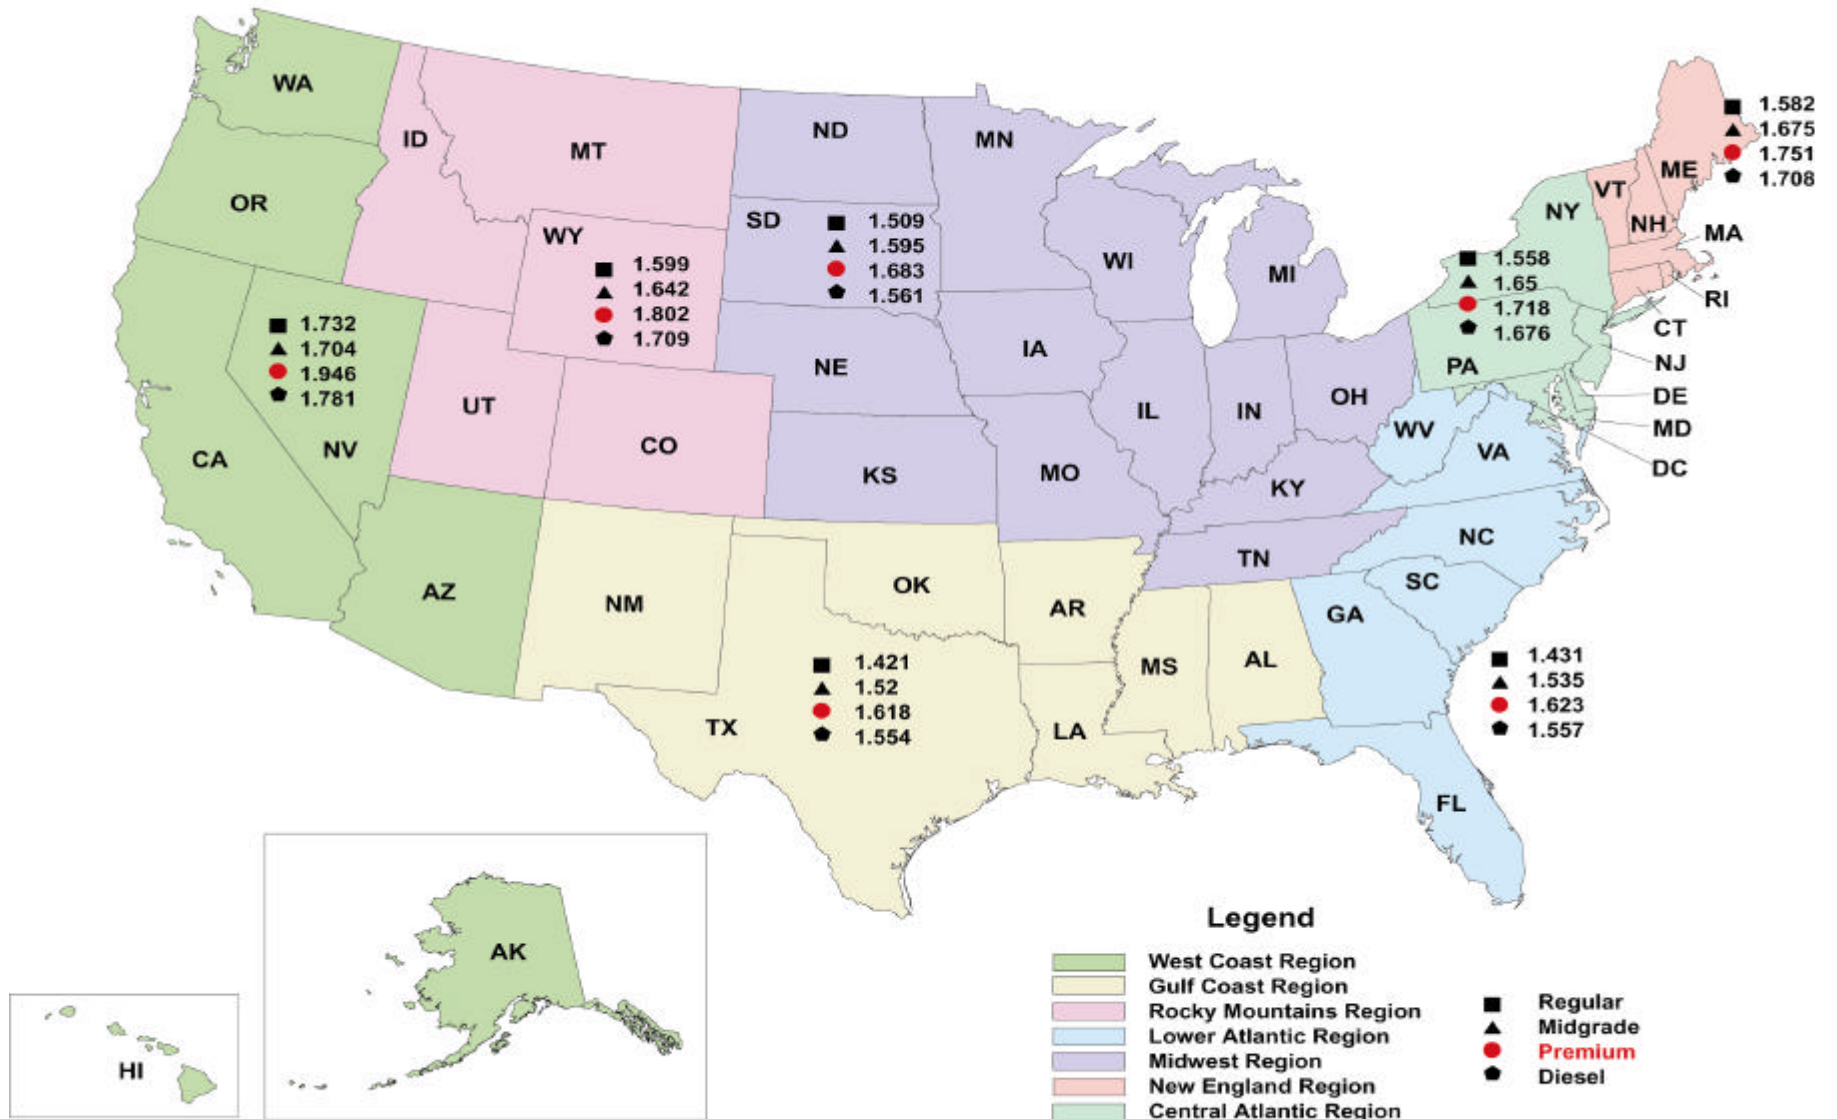 WA
ID
MT
ND
MN
1.582
1.675
1.751
1.708
ME
VT
NH
OR
NY
MA
SD
1.509
1.595
1.683
1.561
WY
1.599
1.642
1.802
1.709
WI
MI
1.558
1.65
1.718
1.676
RI
CT
1.732
1.704
1.946
1.781
IA
NE
PA
NJ
DE
UT
OH
IL
IN
MD
WV
NV
CO
VA
CA
KS
MO
DC
KY
NC
TN
AZ
NM
OK
AR
SC
GA
MS
AL
1.431
1.535
1.623
1.557
1.421
1.52
1.618
1.554
TX
LA
FL
AK
HI
Legend
West Coast Region
Gulf Coast Region
Rocky Mountains Region
Lower Atlantic Region
Midwest Region
New England Region
Central Atlantic Region
Regular
Midgrade
Premium
Diesel